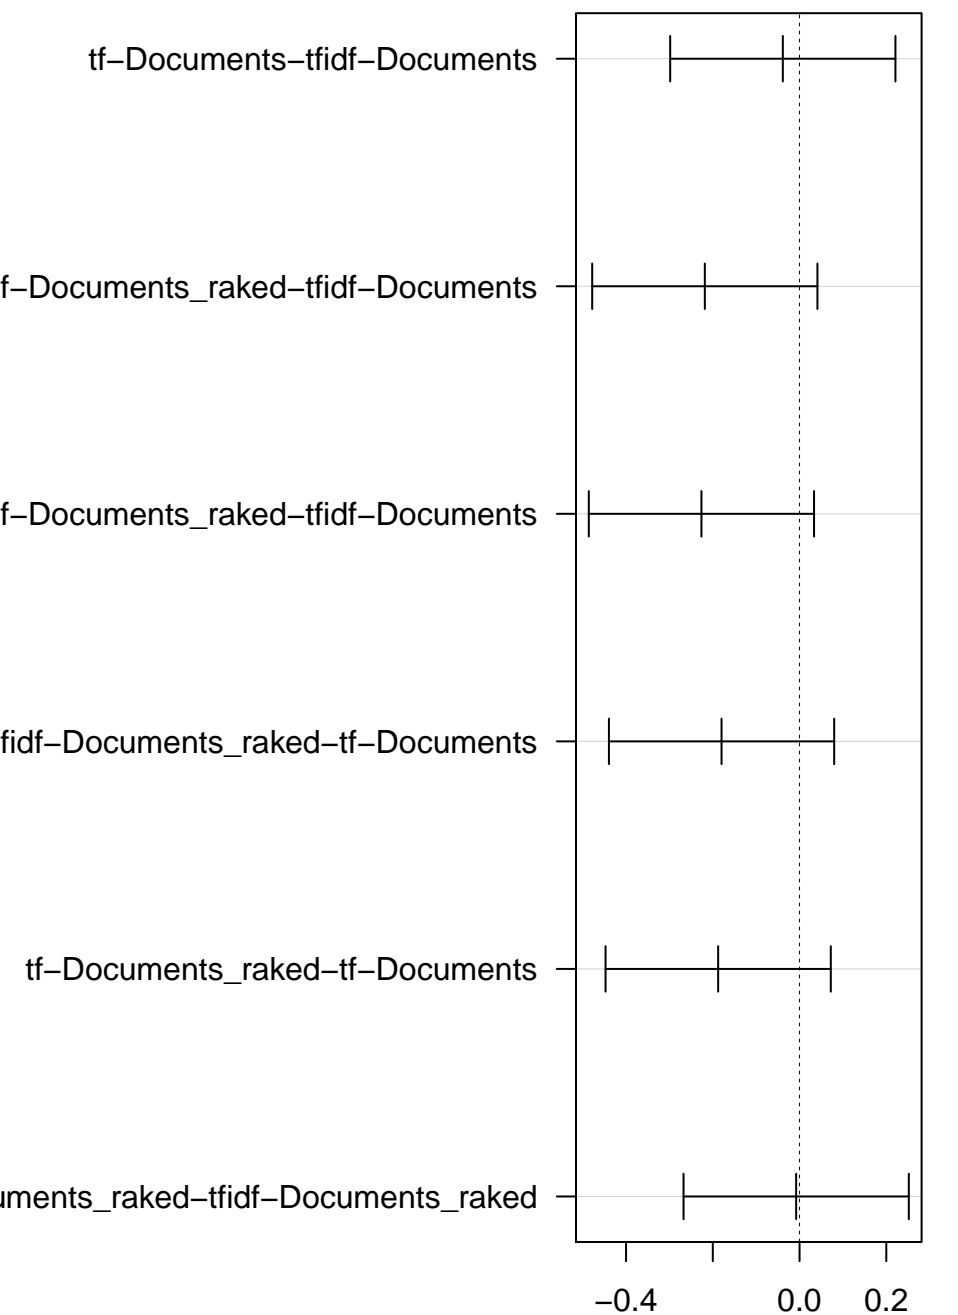 tf−Documents−tfidf−Documents
f−Documents_raked−tfidf−Documents
f−Documents_raked−tfidf−Documents
fidf−Documents_raked−tf−Documents
tf−Documents_raked−tf−Documents
uments_raked−tfidf−Documents_raked
−0.4 0.0 0.2